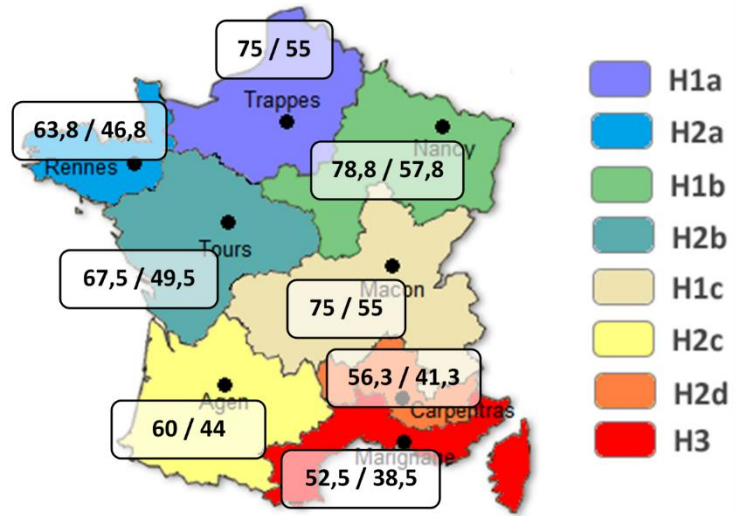 75 / 55
Trappes
63,8 / 46,8
Rennes
Nancy
78,8 / 57,8
Tours
67,5 / 49,5
Macon
75 / 55
56,3 / 41,3
Agen
Carpentras
60 / 44
Marignane
52,5 / 38,5
H1a
H2a
H1b
H2b
H1c
H2c
H2d
H3